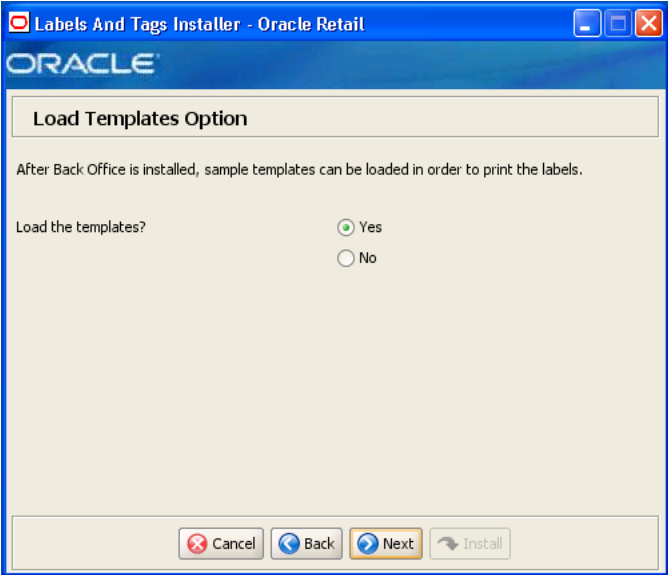 Labels And Tags Installer - Oracle Retail
ORACLE
Load Templates Option
After Back Office is installed, sample templates can be loaded in order to print the labels.
Load the templates?
Yes
No
Cancel
Back
Next
Install